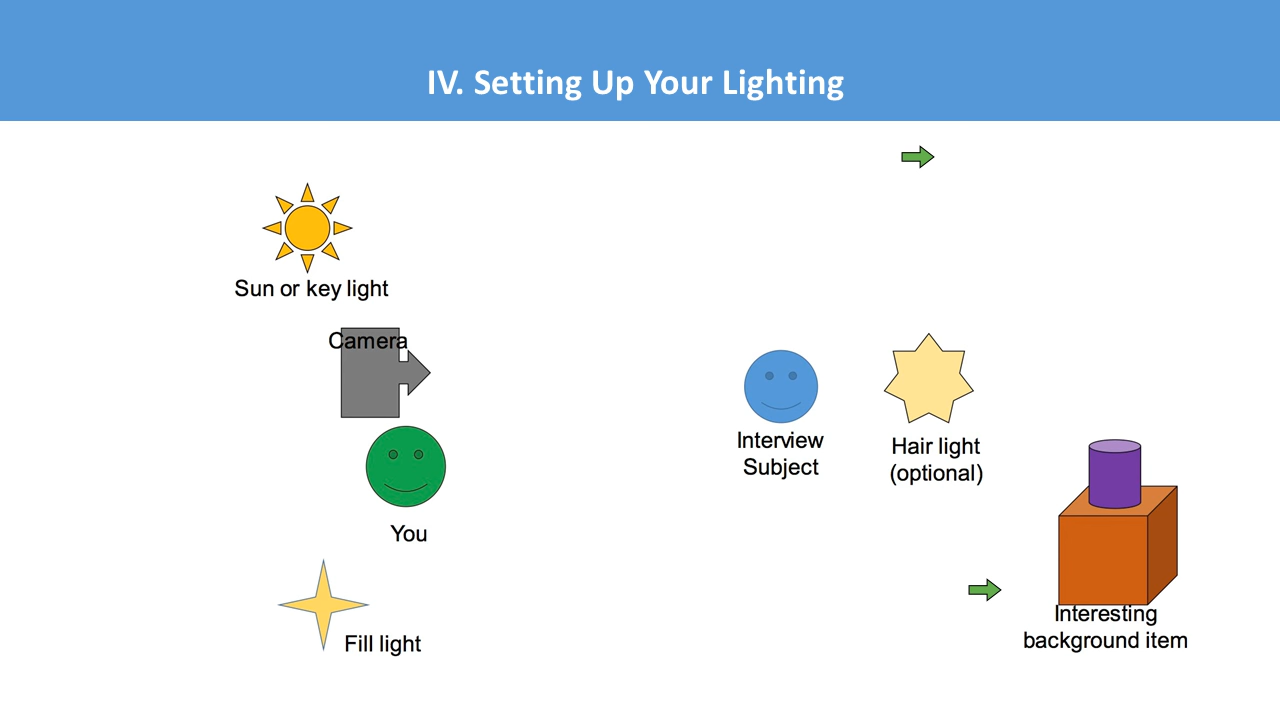 IV. Setting Up Your Lighting
Sun or key light
Camera
Interview
Subject
Hair light
(optional)
You
Interesting
background item
Fill light